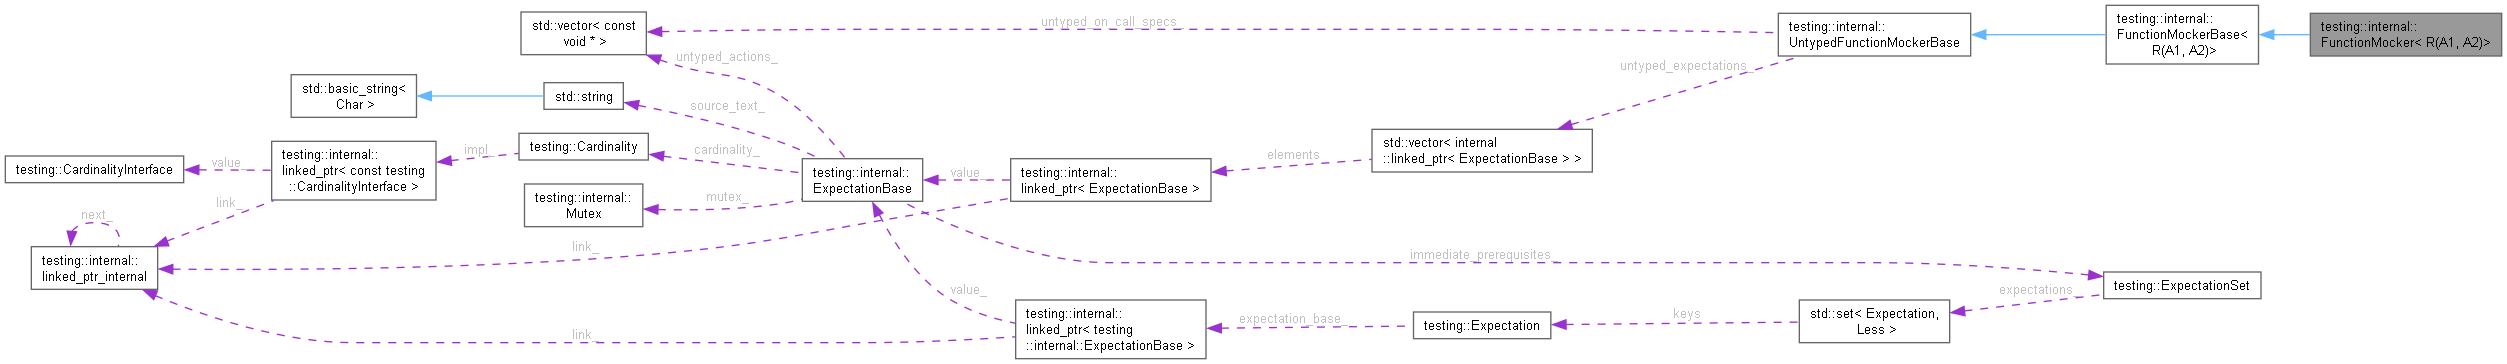 std::vector< const
void * >
untyped_on_call_specs_
testing::internal::
UntypedFunctionMockerBase
testing::internal::
FunctionMockerBase<
R(A1, A2)>
testing::internal::
FunctionMocker< R(A1, A2)>
untyped_actions_
untyped_expectations_
std::basic_string<
Char >
std::string
source_text_
testing::CardinalityInterface
value_
testing::internal::
linked_ptr< const testing
::CardinalityInterface >
impl_
testing::Cardinality
cardinality_
testing::internal::
ExpectationBase
value_
testing::internal::
linked_ptr< ExpectationBase >
elements
std::vector< internal
::linked_ptr< ExpectationBase > >
testing::internal::
Mutex
mutex_
link_
next_
testing::internal::
linked_ptr_internal
link_
immediate_prerequisites_
testing::ExpectationSet
expectations_
std::set< Expectation,
Less >
keys
testing::Expectation
expectation_base_
testing::internal::
linked_ptr< testing
::internal::ExpectationBase >
value_
link_